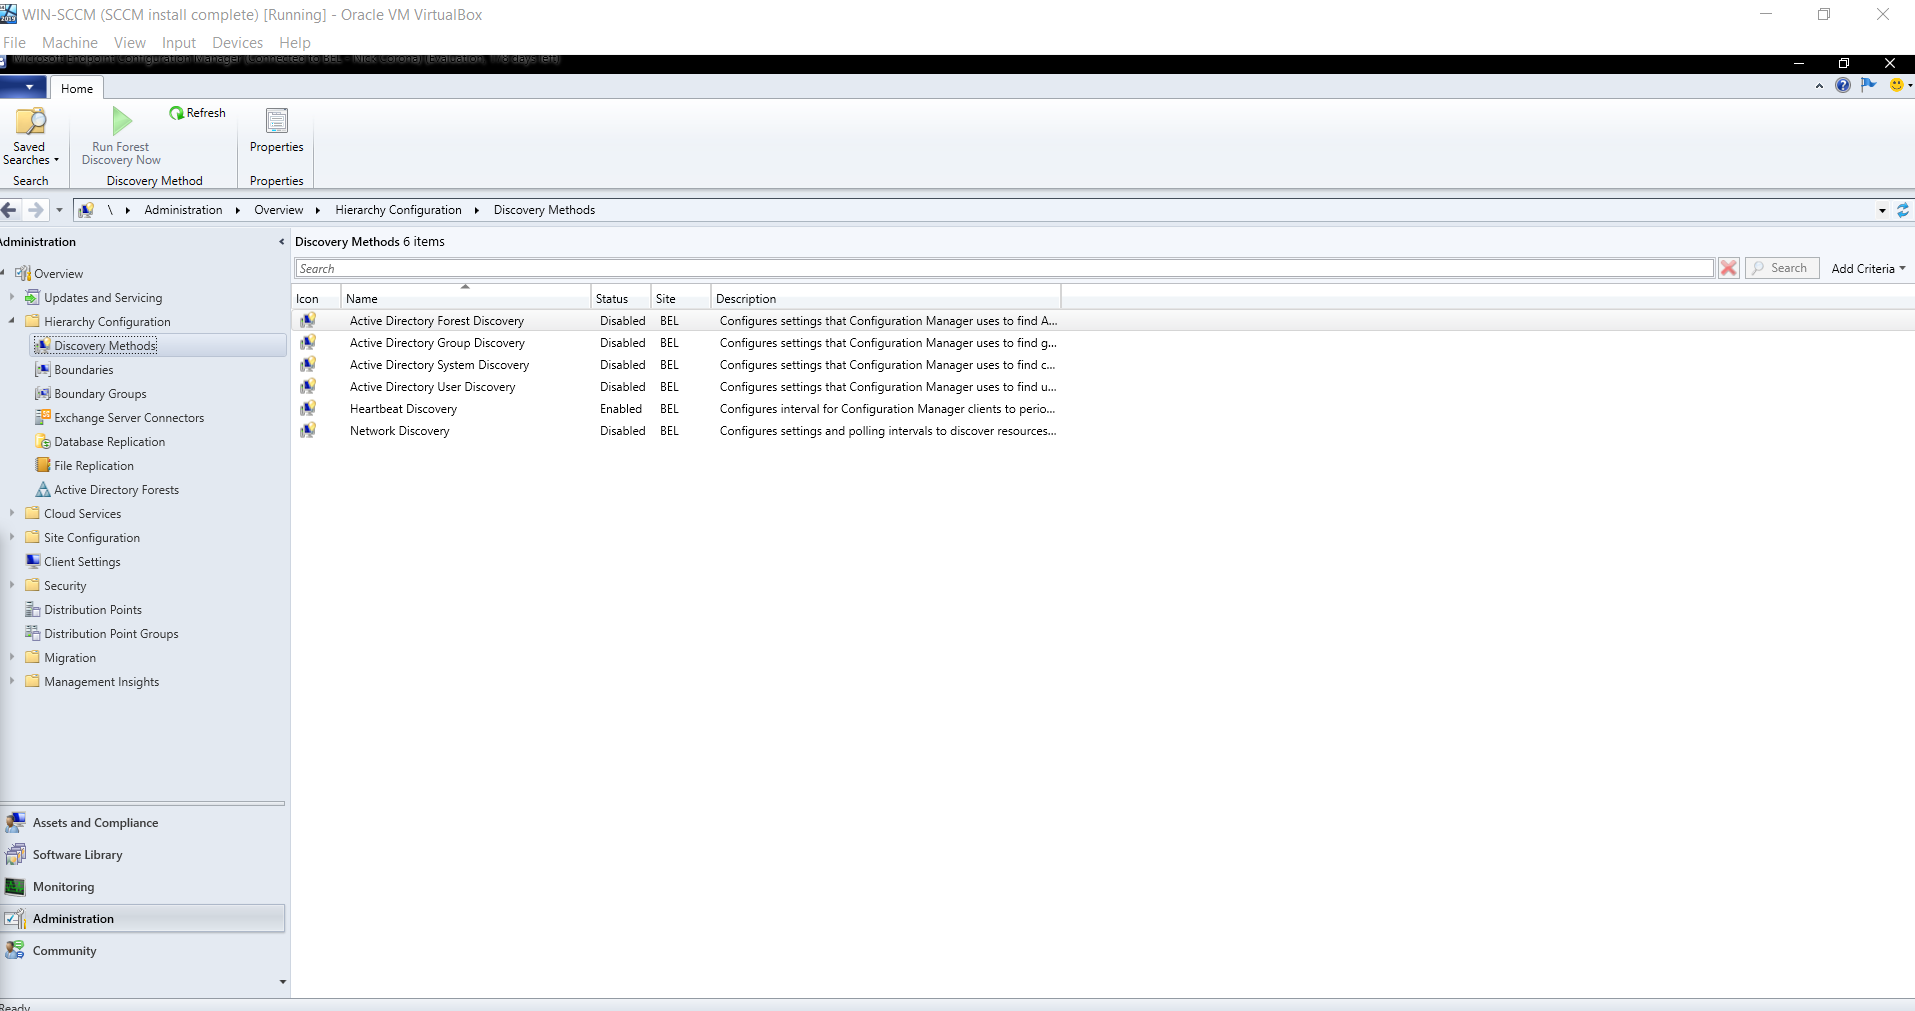 WIN-SCCM (SCCM install complete) [Running] - Oracle VM VirtualBox
File Machine View Input Devices Help
Microsoft Endpoint Configuration Manager (Connected to BEL - Nick Corona) (Evaluation, 178 days left)
Home
Saved Searches
Run Forest Discovery Now
Refresh
Properties
Search
Discovery Method
Properties
\ Administration Overview Hierarchy Configuration Discovery Methods
Administration
Overview
Updates and Servicing
Hierarchy Configuration
Discovery Methods
Boundaries
Boundary Groups
Exchange Server Connectors
Database Replication
File Replication
Active Directory Forests
Cloud Services
Site Configuration
Client Settings
Security
Distribution Points
Distribution Point Groups
Migration
Management Insights
Assets and Compliance
Software Library
Monitoring
Administration
Community
Discovery Methods 6 items
Search
Search
Add Criteria
Icon Name Status Site Description
Active Directory Forest Discovery Disabled BEL Configures settings that Configuration Manager uses to find A...
Active Directory Group Discovery Disabled BEL Configures settings that Configuration Manager uses to find g...
Active Directory System Discovery Disabled BEL Configures settings that Configuration Manager uses to find c...
Active Directory User Discovery Disabled BEL Configures settings that Configuration Manager uses to find u...
Heartbeat Discovery Enabled BEL Configures interval for Configuration Manager clients to perio...
Network Discovery Disabled BEL Configures settings and polling intervals to discover resources...
Ready